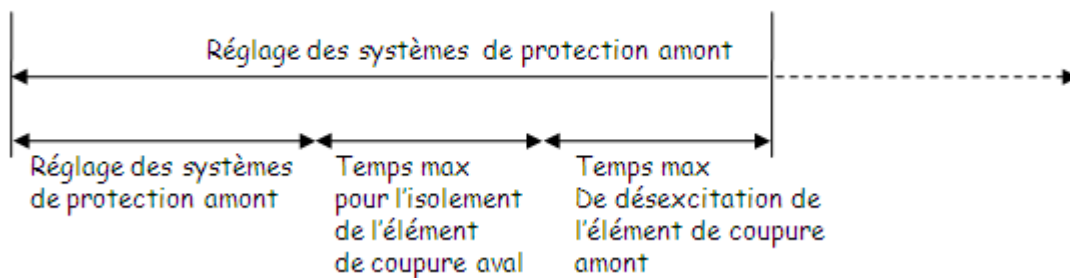 Réglage des systèmes de protection amont
Réglage des systèmes
de protection amont
Temps max
pour l'isolement
de l'élément
de coupure aval
Temps max
De désexcitation de
l'élément de coupure
amont